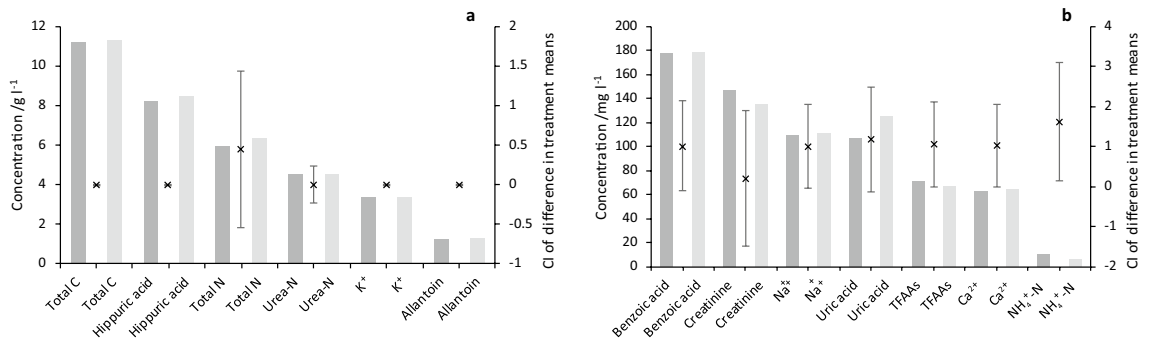 a
Concentration /g l⁻¹
12
10
8
6
4
2
0
2
1.5
1
0.5
0
-0.5
-1
CI of difference in treatment means
Total C
Total C
Hippuric acid
Hippuric acid
Total N
Total N
Urea-N
Urea-N
K⁺
K⁺
Allantoin
Allantoin
b
Concentration /mg l⁻¹
200
180
160
140
120
100
80
60
40
20
0
4
3
2
1
0
-1
-2
CI of difference in treatment means
Benzoic acid
Benzoic acid
Creatinine
Creatinine
Na⁺
Na⁺
Uric acid
Uric acid
TFAAs
TFAAs
Ca²⁺
Ca²⁺
NH₄⁺-N
NH₄⁺-N